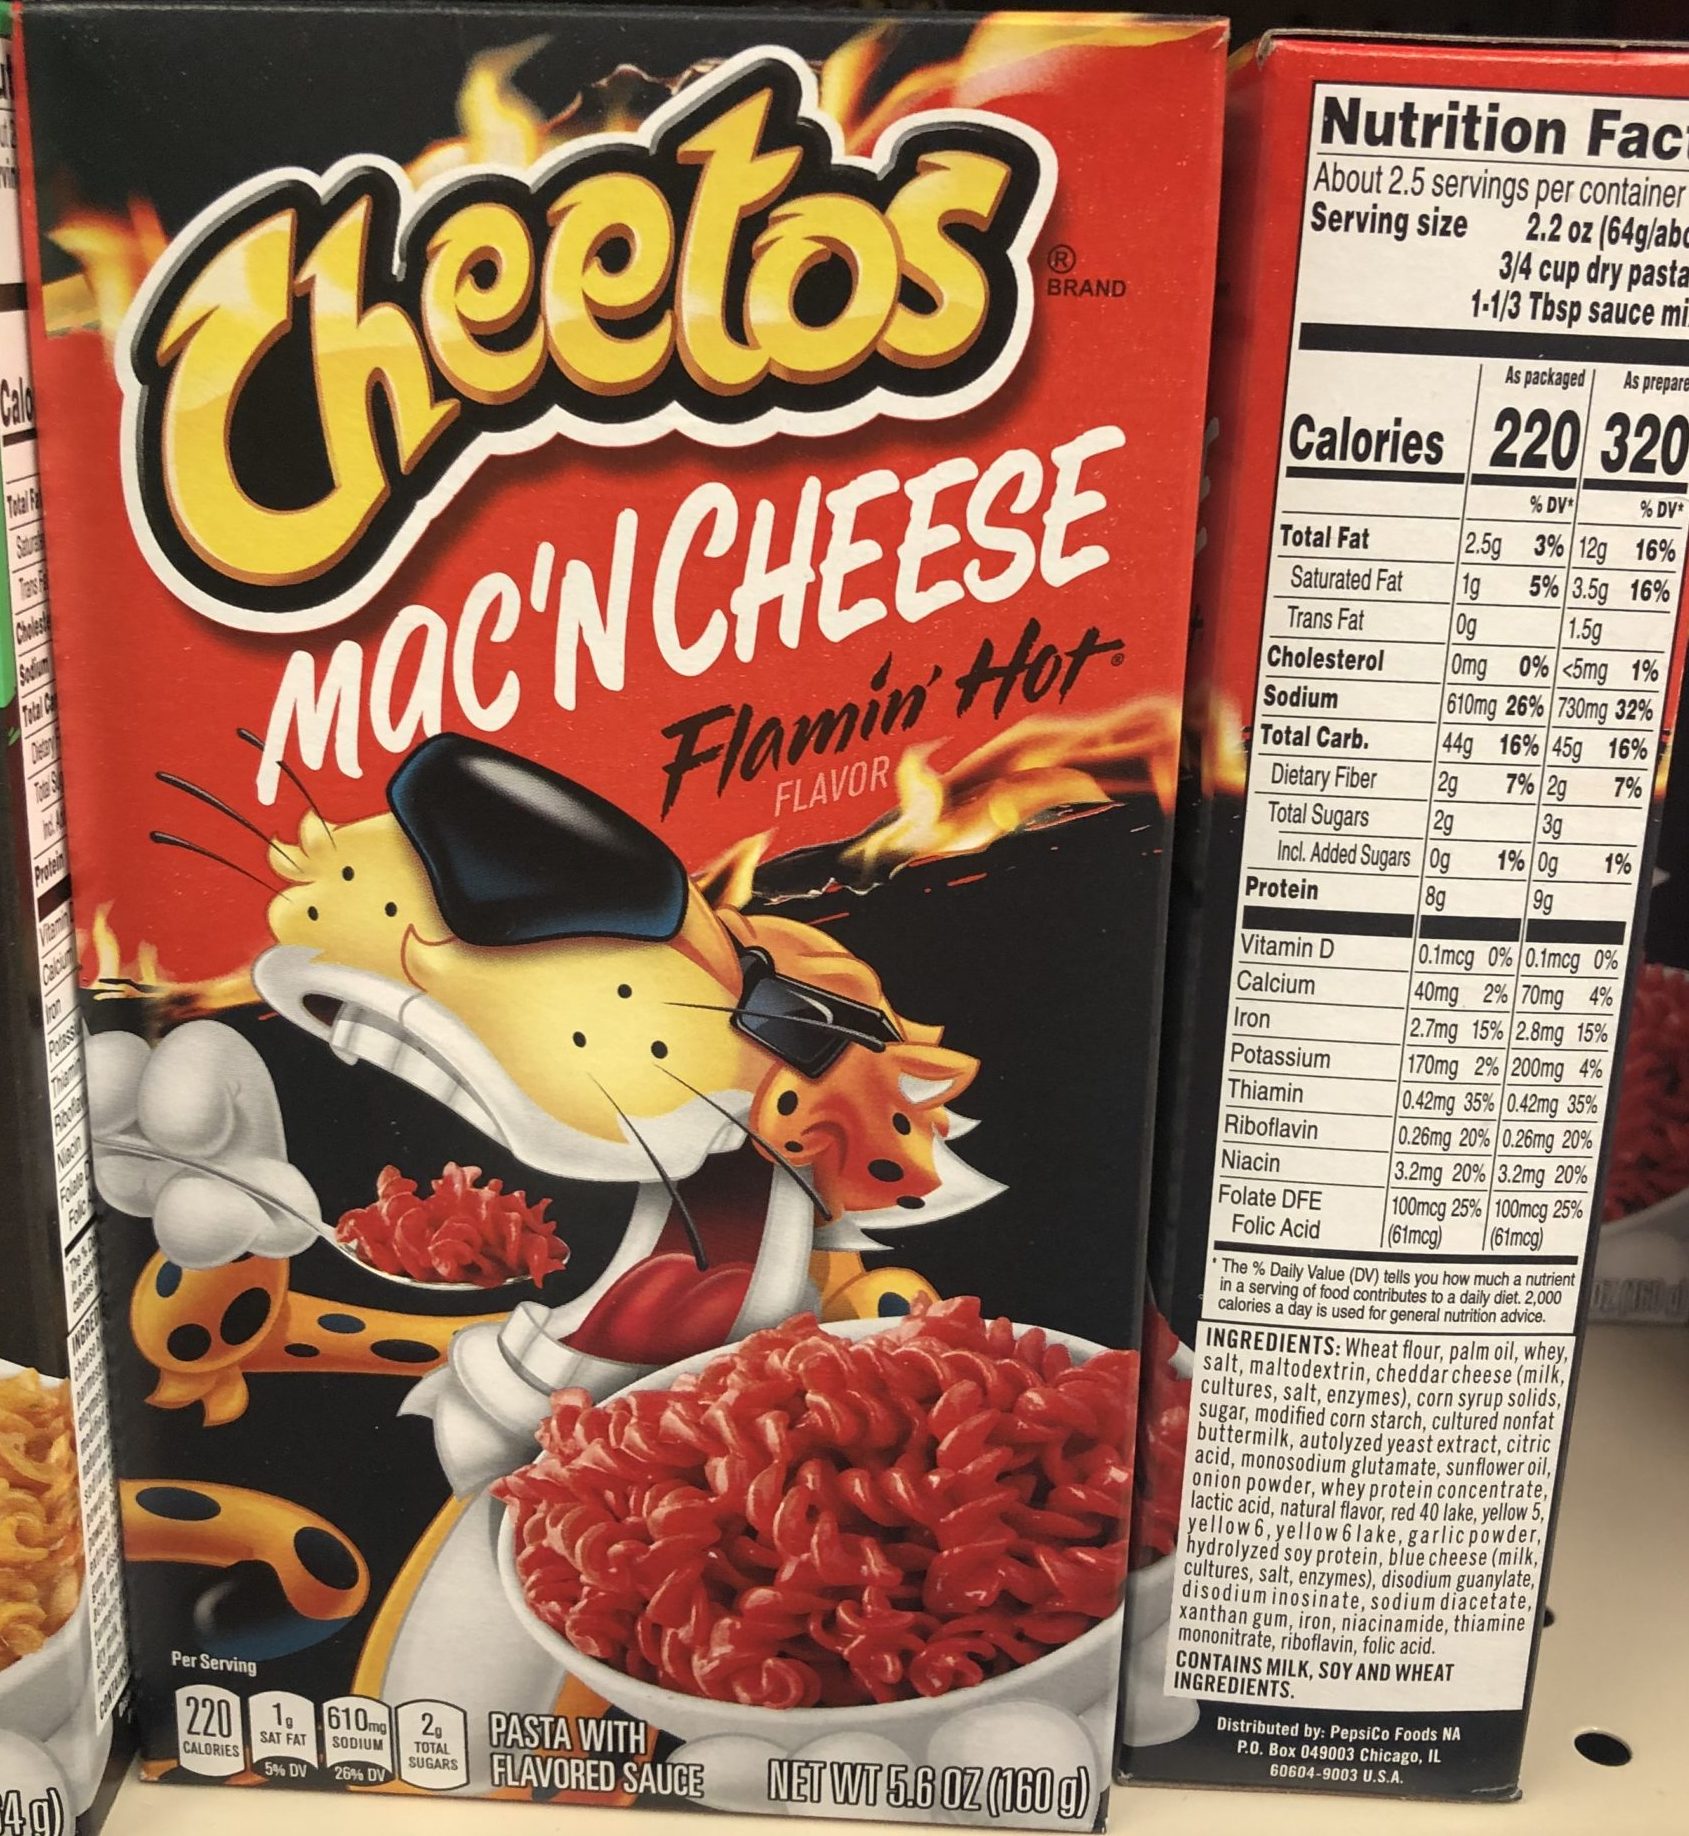 Cheetos
®
BRAND
MAC'N CHEESE
Flamin' Hot®
FLAVOR
Per Serving
220 CALORIES
1g SAT FAT 5% DV
610mg SODIUM 26% DV
2g TOTAL SUGARS
PASTA WITH
FLAVORED SAUCE
NET WT 5.6 OZ (160 g)
Nutrition
About 2.5 servings per container
Serving size 2.2 oz (64g/
3/4 cup dry pasta
1-1/3 Tbsp sauce
As packaged As
Calories 220 320
% DV* % DV*
Total Fat 2.5g 3% 12g 16%
Saturated Fat 1g 5% 3.5g 16%
Trans Fat 0g 1.5g
Cholesterol 0mg 0% <5mg 1%
Sodium 610mg 26% 730mg 32%
Total Carb. 44g 16% 45g 16%
Dietary Fiber 2g 7% 2g 7%
Total Sugars 2g 3g
Incl. Added Sugars 0g 1% 0g 1%
Protein 8g 9g
Vitamin D 0.1mcg 0% 0.1mcg 0%
Calcium 40mg 2% 70mg 4%
Iron 2.7mg 15% 2.8mg 15%
Potassium 170mg 2% 200mg 4%
Thiamin 0.42mg 35% 0.42mg 35%
Riboflavin 0.26mg 20% 0.26mg 20%
Niacin 3.2mg 20% 3.2mg 20%
Folate DFE 100mcg 25% 100mcg 25%
Folic Acid (61mcg) (61mcg)
* The % Daily Value (DV) tells you how much a nutrient
in a serving of food contributes to a daily diet. 2,000
calories a day is used for general nutrition advice.
INGREDIENTS: Wheat flour, palm oil, whey,
salt, maltodextrin, cheddar cheese (milk,
cultures, salt, enzymes), corn syrup solids,
sugar, modified corn starch, cultured nonfat
buttermilk, autolyzed yeast extract, citric
acid, monosodium glutamate, sunflower oil,
onion powder, whey protein concentrate,
lactic acid, natural flavor, red 40 lake, yellow 5,
yellow 6, yellow 6 lake, garlic powder,
hydrolyzed soy protein, blue cheese (milk,
cultures, salt, enzymes), disodium guanylate,
disodium inosinate, sodium diacetate,
xanthan gum, iron, niacinamide, thiamine
mononitrate, riboflavin, folic acid.
CONTAINS MILK, SOY AND WHEAT
INGREDIENTS.
Distributed by: PepsiCo Foods NA
P.O. Box 049003 Chicago, IL
60604-9003 U.S.A.